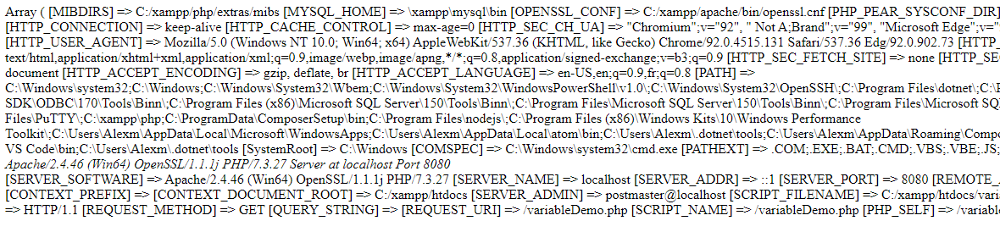 Array ( [MIBDIRS] => C:/xampp/php/extras/mibs [MYSQL_HOME] => \xampp\mysql\bin [OPENSSL_CONF] => C:/xampp/apache/bin/openssl.cnf [PHP_PEAR_SYSCONF_DIR]
[HTTP_CONNECTION] => keep-alive [HTTP_CACHE_CONTROL] => max-age=0 [HTTP_SEC_CH_UA] => "Chromium";v="92", " Not A;Brand";v="99", "Microsoft Edge";v="
[HTTP_USER_AGENT] => Mozilla/5.0 (Windows NT 10.0; Win64; x64) AppleWebKit/537.36 (KHTML, like Gecko) Chrome/92.0.4515.131 Safari/537.36 Edg/92.0.902.73 [HTTP_
text/html,application/xhtml+xml,application/xml;q=0.9,image/webp,image/apng,*/*;q=0.8,application/signed-exchange;v=b3;q=0.9 [HTTP_SEC_FETCH_SITE] => none [HTTP_SE
document [HTTP_ACCEPT_ENCODING] => gzip, deflate, br [HTTP_ACCEPT_LANGUAGE] => en-US,en;q=0.9,fr;q=0.8 [PATH] =>
C:\Windows\system32;C:\Windows;C:\Windows\System32\Wbem;C:\Windows\System32\WindowsPowerShell\v1.0\;C:\Windows\System32\OpenSSH\;C:\Program Files\dotnet\;C:\
SDK\ODBC\170\Tools\Binn\;C:\Program Files (x86)\Microsoft SQL Server\150\Tools\Binn\;C:\Program Files\Microsoft SQL Server\150\Tools\Binn\;C:\Program Files\Microsoft SQ
Files\PuTTY\;C:\xampp\php;C:\ProgramData\ComposerSetup\bin;C:\Program Files\nodejs\;C:\Program Files (x86)\Windows Kits\10\Windows Performance
Toolkit\;C:\Users\Alexm\AppData\Local\Microsoft\WindowsApps;C:\Users\Alexm\AppData\Local\atom\bin;C:\Users\Alexm\.dotnet\tools;C:\Users\Alexm\AppData\Roaming\Compo
VS Code\bin;C:\Users\Alexm\.dotnet\tools [SystemRoot] => C:\Windows [COMSPEC] => C:\Windows\system32\cmd.exe [PATHEXT] => .COM;.EXE;.BAT;.CMD;.VBS;.VBE;.JS;
Apache/2.4.46 (Win64) OpenSSL/1.1.1j PHP/7.3.27 Server at localhost Port 8080
[SERVER_SOFTWARE] => Apache/2.4.46 (Win64) OpenSSL/1.1.1j PHP/7.3.27 [SERVER_NAME] => localhost [SERVER_ADDR] => ::1 [SERVER_PORT] => 8080 [REMOTE_
[CONTEXT_PREFIX] => [CONTEXT_DOCUMENT_ROOT] => C:/xampp/htdocs [SERVER_ADMIN] => postmaster@localhost [SCRIPT_FILENAME] => C:/xampp/htdocs/vari
=> HTTP/1.1 [REQUEST_METHOD] => GET [QUERY_STRING] => [REQUEST_URI] => /variableDemo.php [SCRIPT_NAME] => /variableDemo.php [PHP_SELF] => /variabl